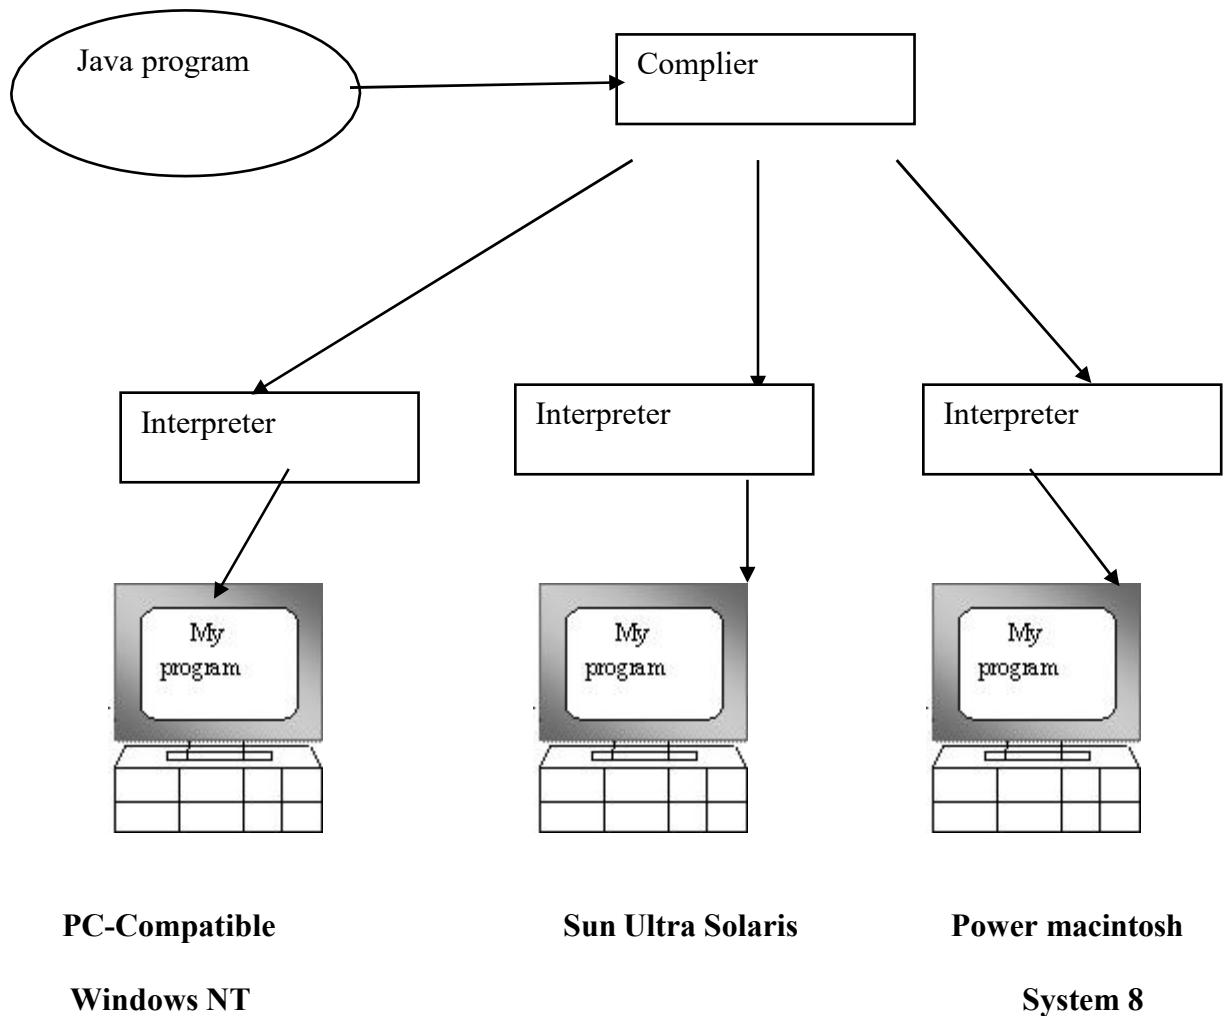 Java program
Complier
Interpreter
Interpreter
Interpreter
My
program
My
program
My
program
PC-Compatible
Sun Ultra Solaris
Power macintosh
Windows NT
System 8